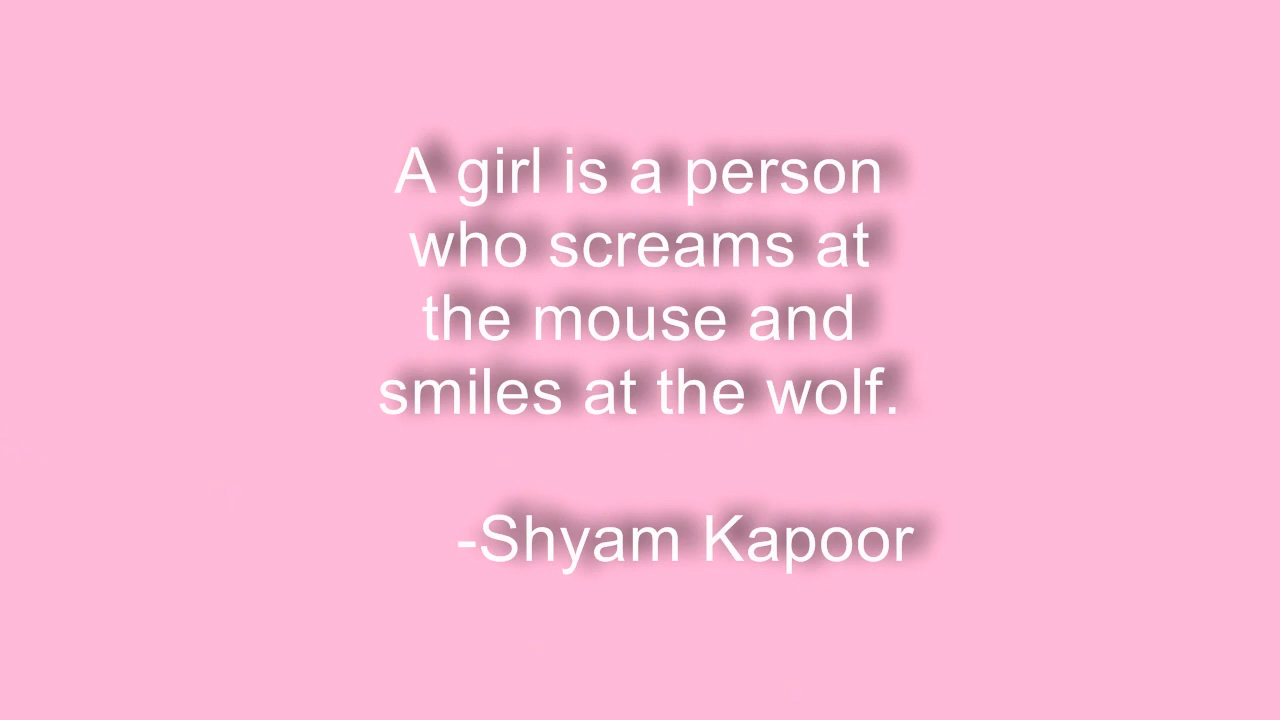 A girl is a person
who screams at
the mouse and
smiles at the wolf.
-Shyam Kapoor